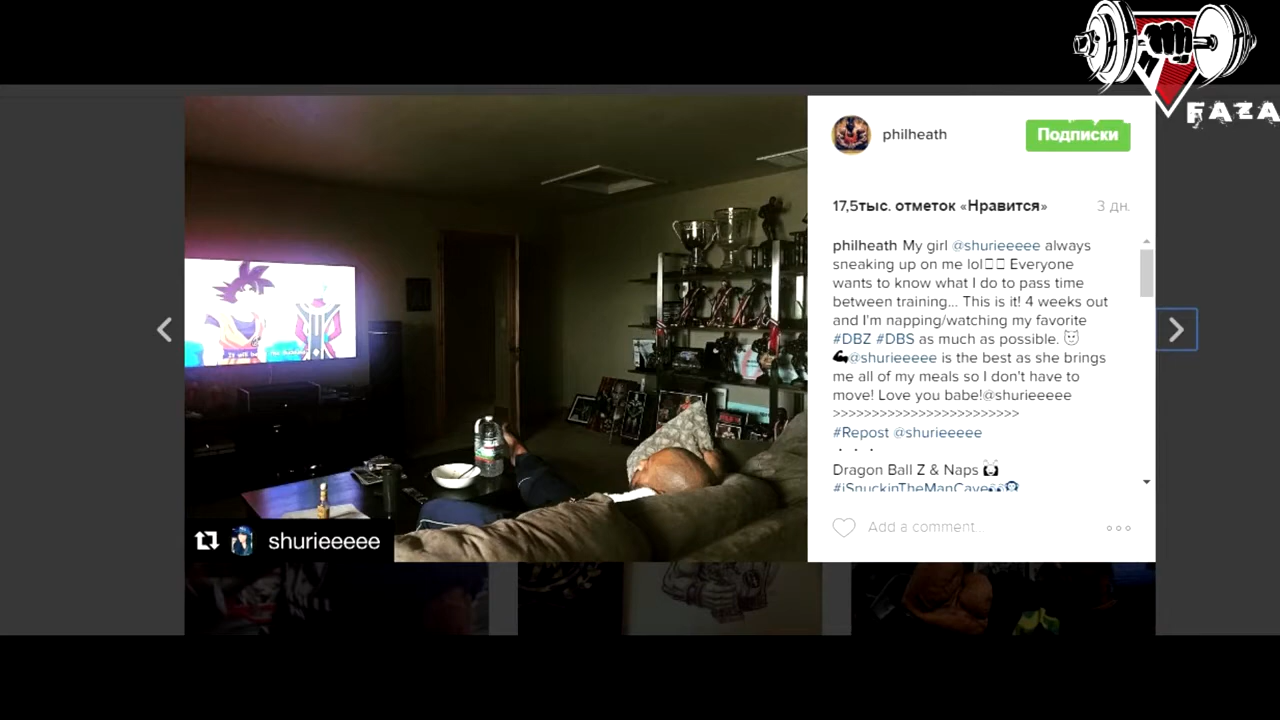 FAZA
philheath
Подписки
17,5тыс. отметок «Нравится»
3 дн.
philheath My girl @shurieeeee always
sneaking up on me lol Everyone
wants to know what I do to pass time
between training... This is it! 4 weeks out
and I'm napping/watching my favorite
#DBZ #DBS as much as possible. 😈
💪@shurieeeee is the best as she brings
me all of my meals so I don't have to
move! Love you babe!@shurieeeee
>>>>>>>>>>>>>>>>>>>>>>>>
#Repost @shurieeeee
・・・
Dragon Ball Z & Naps 🐼
#iSnuckinTheManCave
Add a comment...
shurieeeee